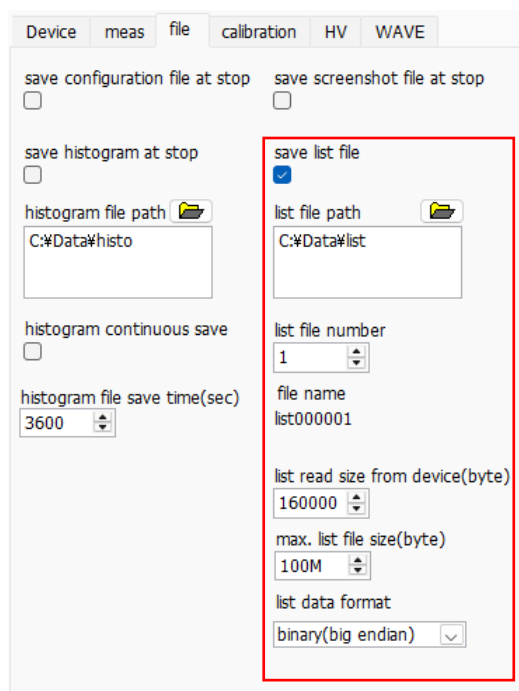 Device meas file calibration HV WAVE
save configuration file at stop
save screenshot file at stop
save histogram at stop
histogram file path
C:¥Data¥histo
histogram continuous save
histogram file save time(sec)
3600
save list file
list file path
C:¥Data¥list
list file number
1
file name
list000001
list read size from device(byte)
160000
max. list file size(byte)
100M
list data format
binary(big endian)